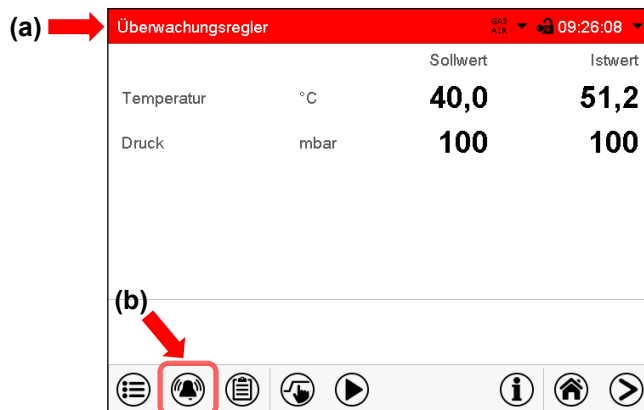 (a)
Überwachungsregler GAS AIR 09:26:08
Sollwert Istwert
Temperatur °C 40,0 51,2
Druck mbar 100 100
(b)